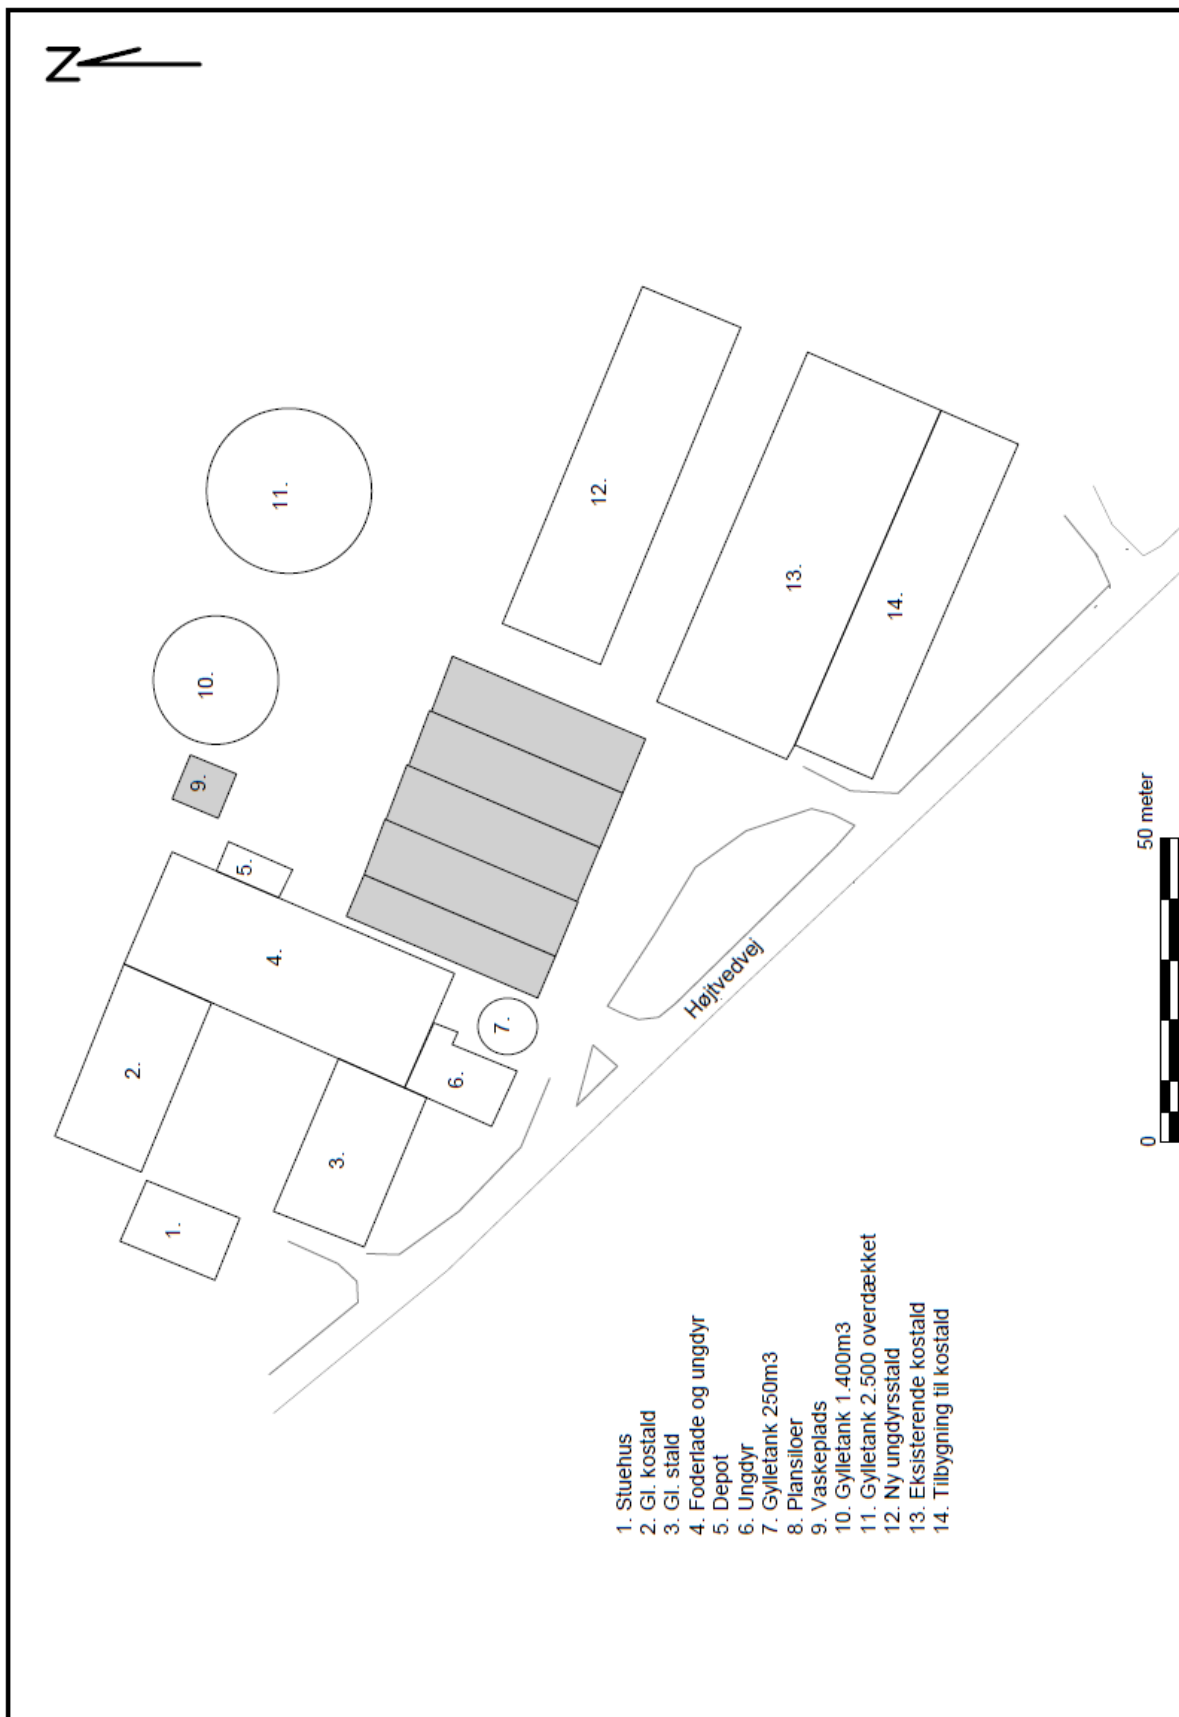 N
11.
10.
9.
5.
4.
2.
1.
3.
6.
7.
12.
13.
14.
Højtvedvej
0
50 meter
1. Stuehus
2. Gl. kostald
3. Gl. stald
4. Foderlade og ungdyr
5. Depot
6. Ungdyr
7. Gylletank 250m3
8. Plansiloer
9. Vaskeplads
10. Gylletank 1.400m3
11. Gylletank 2.500 overdækket
12. Ny ungdyrsstald
13. Eksisterende kostald
14. Tilbygning til kostald